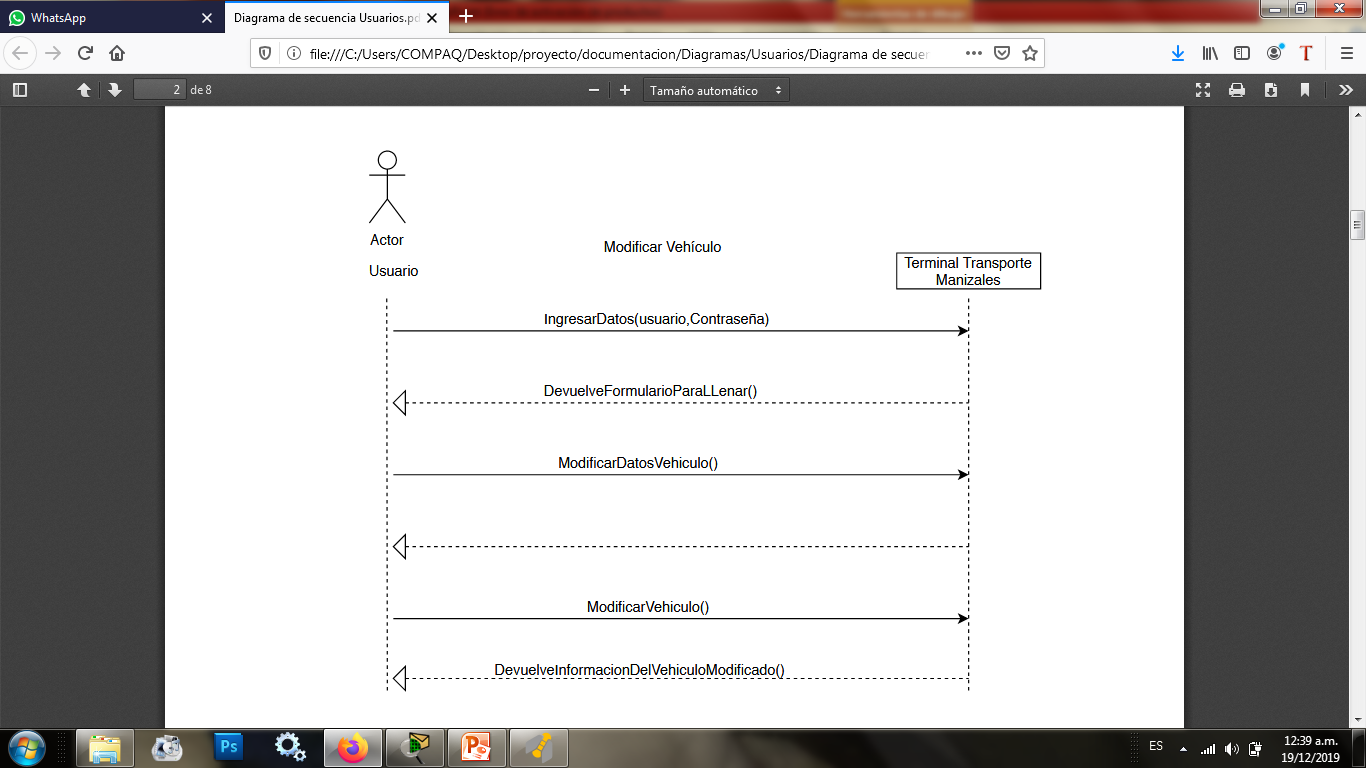 WhatsApp
Diagrama de secuencia Usuarios.pd
file:///C:/Users/COMPAQ/Desktop/proyecto/documentacion/Diagramas/Usuarios/Diagrama de secuer
2 de 8
Tamaño automático
Actor
Usuario
Modificar Vehículo
Terminal Transporte
Manizales
IngresarDatos(usuario,Contraseña)
DevuelveFormularioParaLLenar()
ModificarDatosVehiculo()
ModificarVehiculo()
DevuelveInformacionDelVehiculoModificado()
Ps
ES
12:39 a.m.
19/12/2019